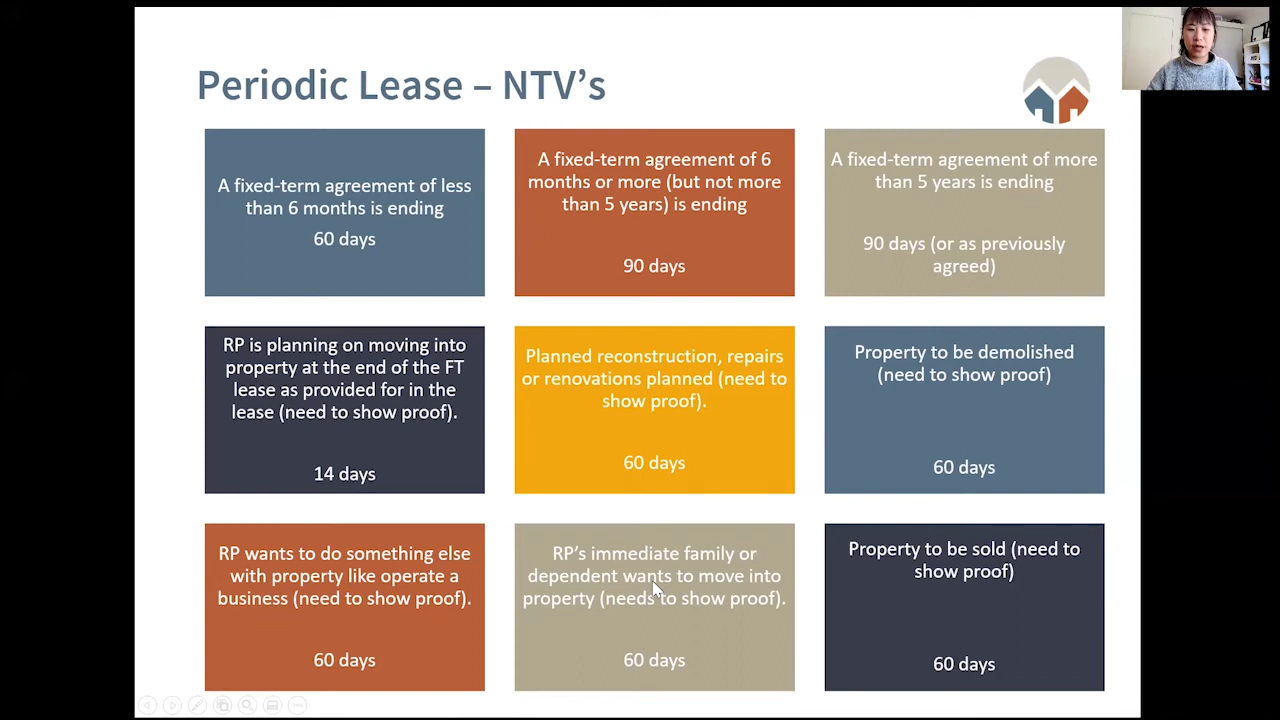 Periodic Lease – NTV's
A fixed-term agreement of less
than 6 months is ending
60 days
A fixed-term agreement of 6
months or more (but not more
than 5 years) is ending
90 days
A fixed-term agreement of more
than 5 years is ending
90 days (or as previously
agreed)
RP is planning on moving into
property at the end of the FT
lease as provided for in the
lease (need to show proof).
14 days
Planned reconstruction, repairs
or renovations planned (need to
show proof).
60 days
Property to be demolished
(need to show proof)
60 days
RP wants to do something else
with property like operate a
business (need to show proof).
60 days
RP's immediate family or
dependent wants to move into
property (needs to show proof).
60 days
Property to be sold (need to
show proof)
60 days